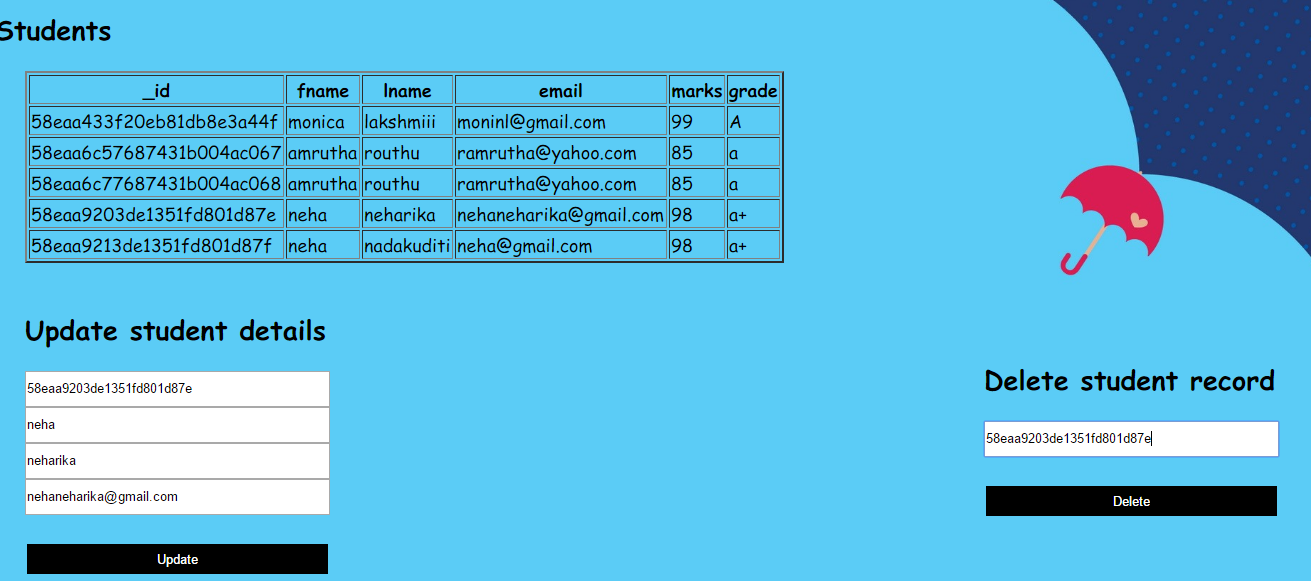 Students
_id fname lname email marks grade
58eaa433f20eb81db8e3a44f monica lakshmiii moninl@gmail.com 99 A
58eaa6c57687431b004ac067 amrutha routhu ramrutha@yahoo.com 85 a
58eaa6c77687431b004ac068 amrutha routhu ramrutha@yahoo.com 85 a
58eaa9203de1351fd801d87e neha neharika nehaneharika@gmail.com 98 a+
58eaa9213de1351fd801d87f neha nadakuditi neha@gmail.com 98 a+
Update student details
58eaa9203de1351fd801d87e
neha
neharika
nehaneharika@gmail.com
Update
Delete student record
58eaa9203de1351fd801d87e
Delete